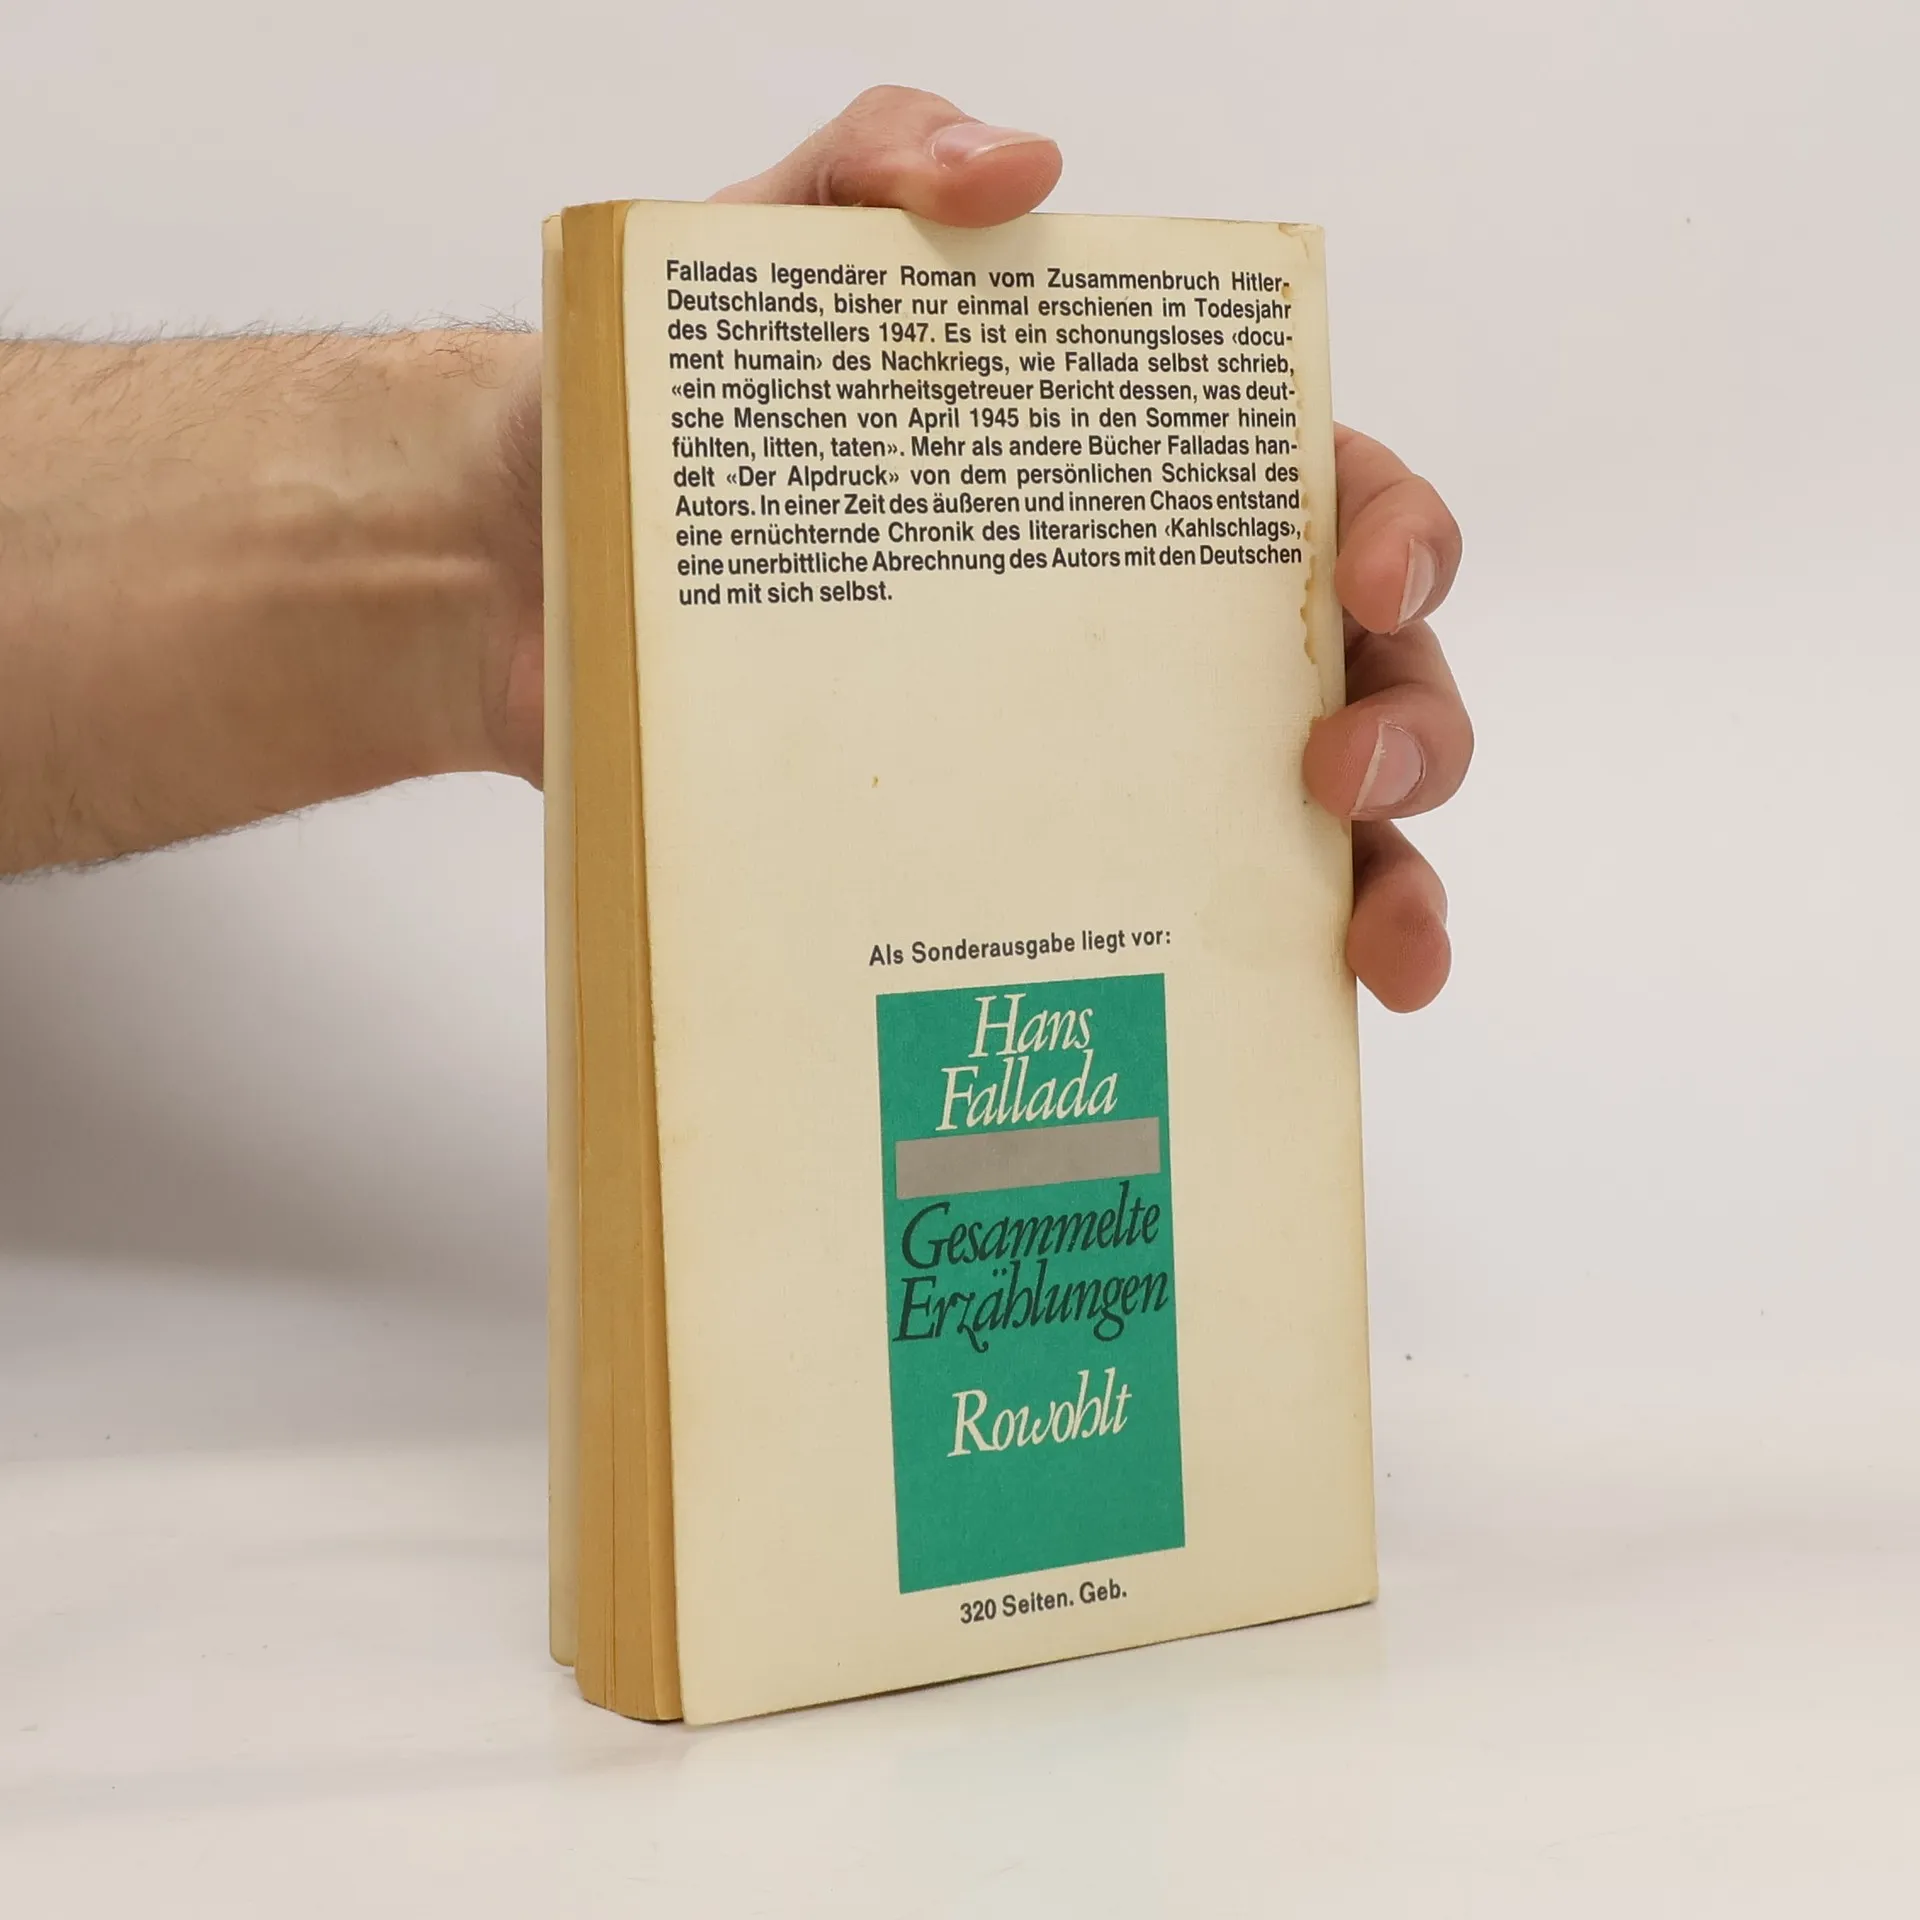 Falladas legendärer Roman vom Zusammenbruch Hitler-
Deutschlands, bisher nur einmal erschienen im Todesjahr
des Schriftstellers 1947. Es ist ein schonungsloses ‹docu-
ment humain› des Nachkriegs, wie Fallada selbst schrieb,
«ein möglichst wahrheitsgetreuer Bericht dessen, was deut-
sche Menschen von April 1945 bis in den Sommer hinein
fühlten, litten, taten». Mehr als andere Bücher Falladas han-
delt «Der Alpdruck» von dem persönlichen Schicksal des
Autors. In einer Zeit des äußeren und inneren Chaos entstand
eine ernüchternde Chronik des literarischen ‹Kahlschlags›,
eine unerbittliche Abrechnung des Autors mit den Deutschen
und mit sich selbst.
Als Sonderausgabe liegt vor:
Hans
Fallada
Gesammelte
Erzählungen
Rowohlt
320 Seiten. Geb.